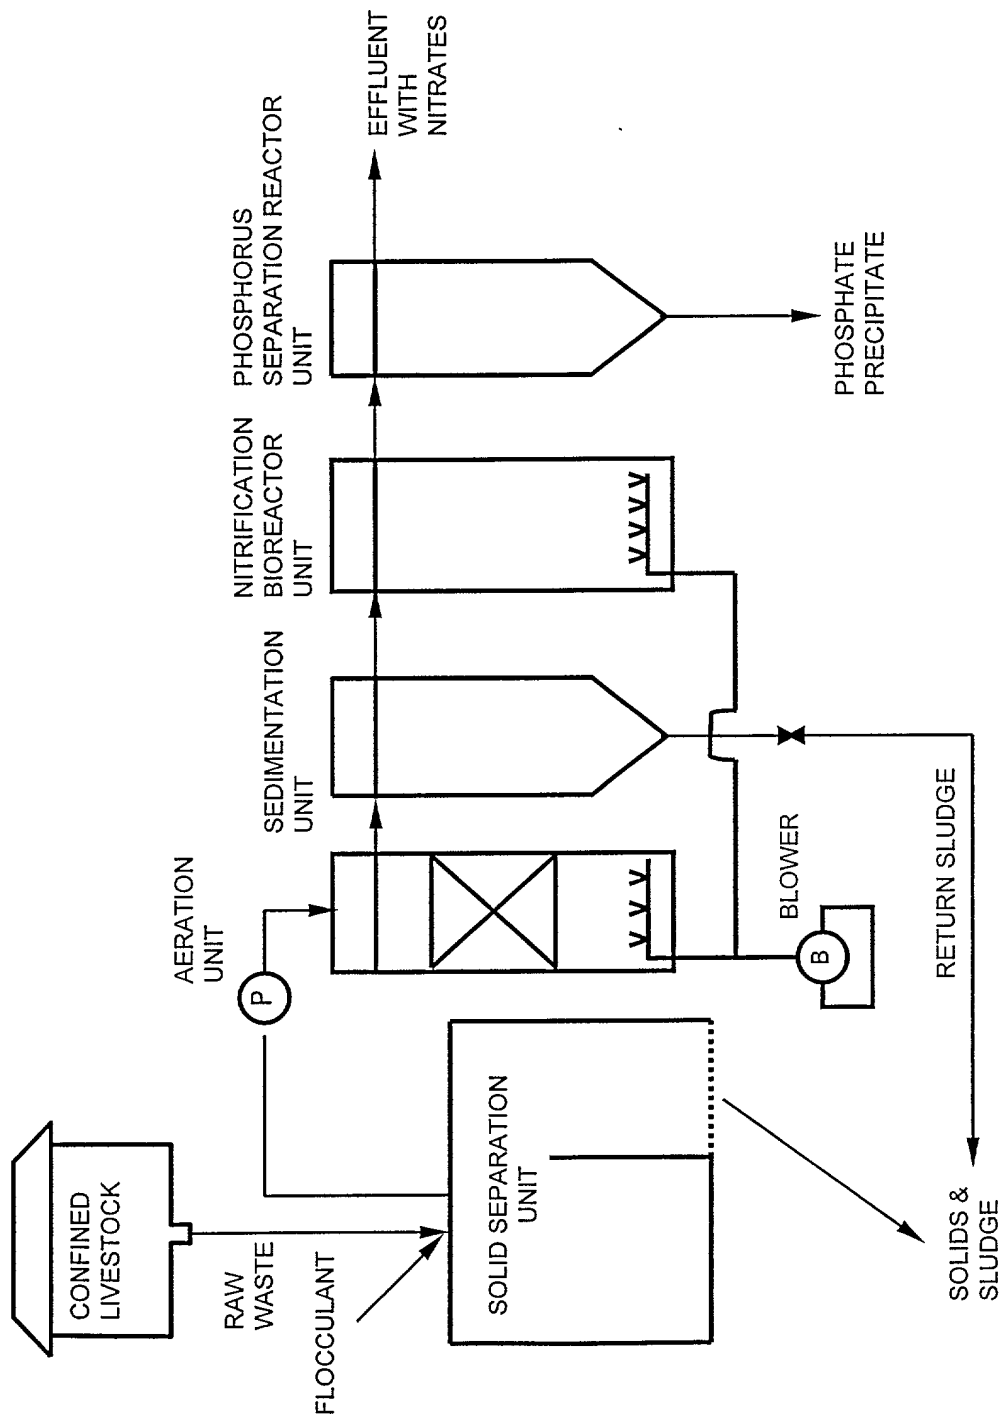 CONFINED
LIVESTOCK
RAW
WASTE
FLOCCULANT
SOLID SEPARATION
UNIT
P
AERATION
UNIT
SEDIMENTATION
UNIT
NITRIFICATION
BIOREACTOR
UNIT
PHOSPHORUS
SEPARATION REACTOR
UNIT
EFFLUENT
WITH
NITRATES
BLOWER
B
RETURN SLUDGE
SOLIDS &
SLUDGE
PHOSPHATE
PRECIPITATE